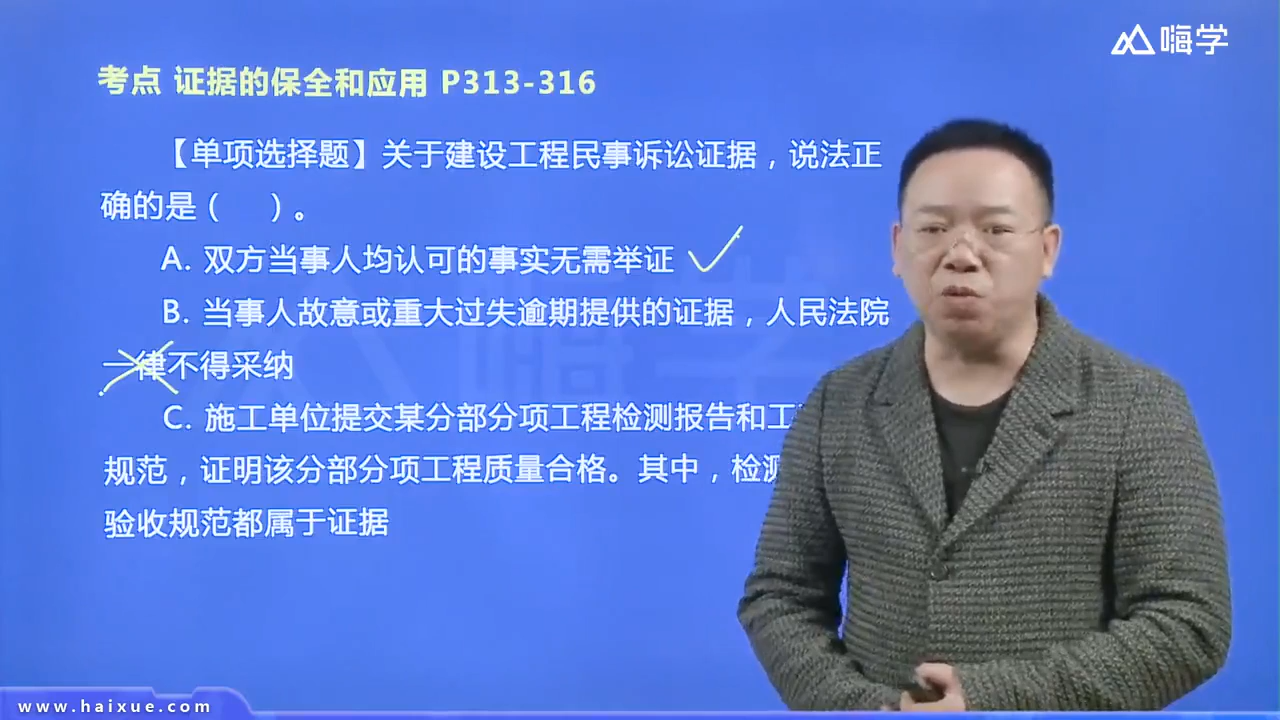 嗨学
考点 证据的保全和应用 P313-316
【单项选择题】关于建设工程民事诉讼证据，说法正
确的是（ ）。
A. 双方当事人均认可的事实无需举证
B. 当事人故意或重大过失逾期提供的证据，人民法院
一律不得采纳
C. 施工单位提交某分部分项工程检测报告和工
规范，证明该分部分项工程质量合格。其中，检测
验收规范都属于证据
www.haixue.com